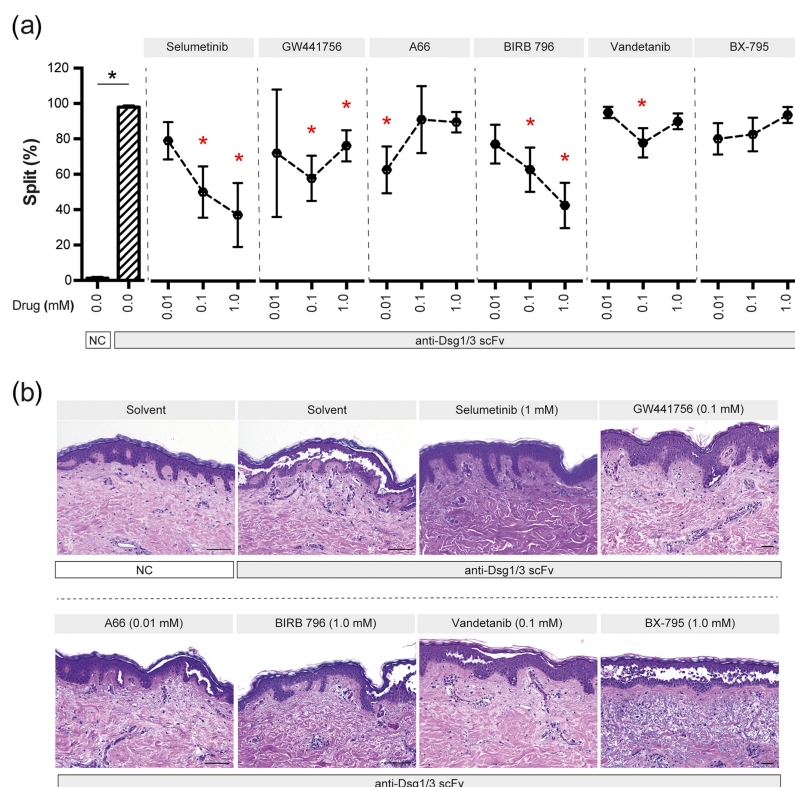 (a)
Selumetinib GW441756 A66 BIRB 796 Vandetanib BX-795
120
*
100
* * * * * * *
80
60
40
20
0
Split (%)
Drug (mM) 0.0 0.0 0.01 0.1 1.0 0.01 0.1 1.0 0.01 0.1 1.0 0.01 0.1 1.0 0.01 0.1 1.0 0.01 0.1 1.0
NC anti-Dsg1/3 scFv
(b)
Solvent Solvent Selumetinib (1 mM) GW441756 (0.1 mM)
NC anti-Dsg1/3 scFv
A66 (0.01 mM) BIRB 796 (1.0 mM) Vandetanib (0.1 mM) BX-795 (1.0 mM)
anti-Dsg1/3 scFv